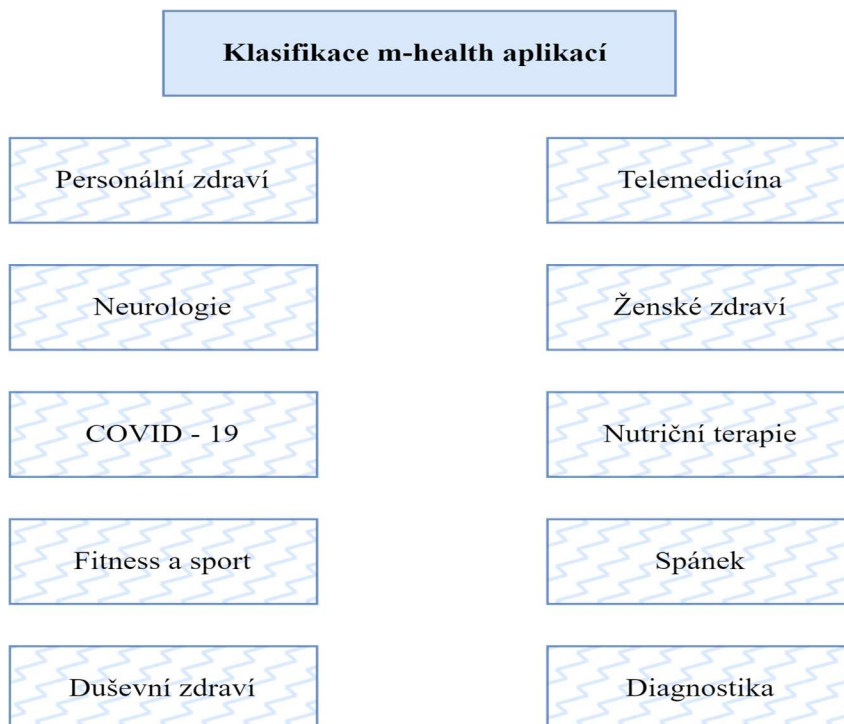 Klasifikace m-health aplikací
Personální zdraví
Telemedicína
Neurologie
Ženské zdraví
COVID - 19
Nutriční terapie
Fitness a sport
Spánek
Duševní zdraví
Diagnostika